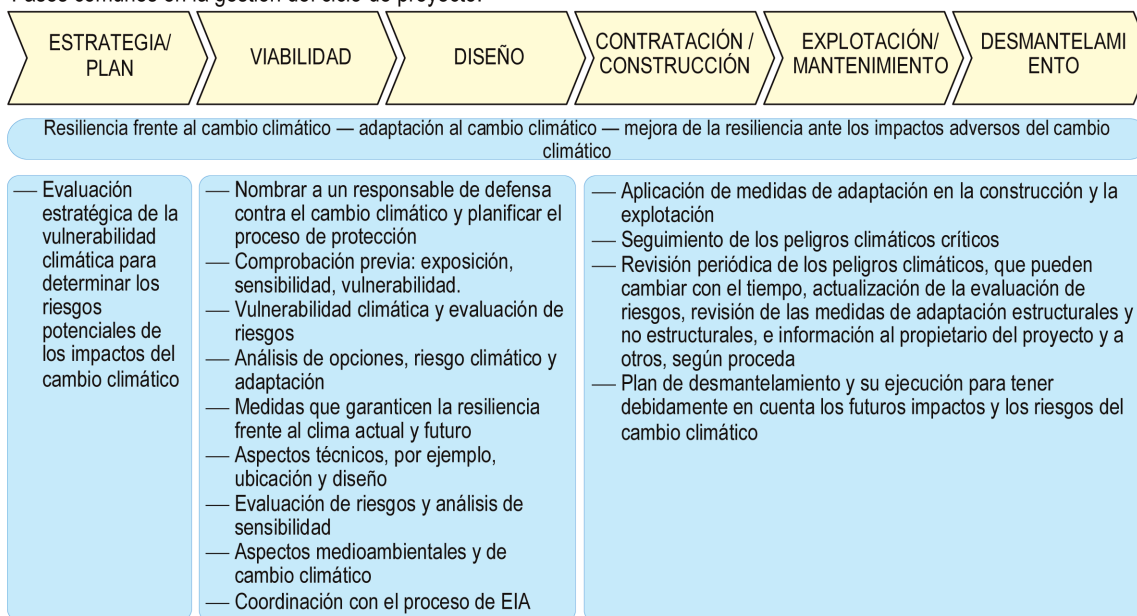 Pasos comunes en la gestión del ciclo de proyecto:
ESTRATEGIA/
PLAN
VIABILIDAD
DISEÑO
CONTRATACIÓN /
CONSTRUCCIÓN
EXPLOTACIÓN/
MANTENIMIENTO
DESMANTELAMI
ENTO
Resiliencia frente al cambio climático — adaptación al cambio climático — mejora de la resiliencia ante los impactos adversos del cambio
climático
— Evaluación
estratégica de la
vulnerabilidad
climática para
determinar los
riesgos
potenciales de
los impactos del
cambio climático
— Nombrar a un responsable de defensa
contra el cambio climático y planificar el
proceso de protección
— Comprobación previa: exposición,
sensibilidad, vulnerabilidad.
— Vulnerabilidad climática y evaluación de
riesgos
— Análisis de opciones, riesgo climático y
adaptación
— Medidas que garanticen la resiliencia
frente al clima actual y futuro
— Aspectos técnicos, por ejemplo,
ubicación y diseño
— Evaluación de riesgos y análisis de
sensibilidad
— Aspectos medioambientales y de
cambio climático
— Coordinación con el proceso de EIA
— Aplicación de medidas de adaptación en la construcción y la
explotación
— Seguimiento de los peligros climáticos críticos
— Revisión periódica de los peligros climáticos, que pueden
cambiar con el tiempo, actualización de la evaluación de
riesgos, revisión de las medidas de adaptación estructurales y
no estructurales, e información al propietario del proyecto y a
otros, según proceda
— Plan de desmantelamiento y su ejecución para tener
debidamente en cuenta los futuros impactos y los riesgos del
cambio climático